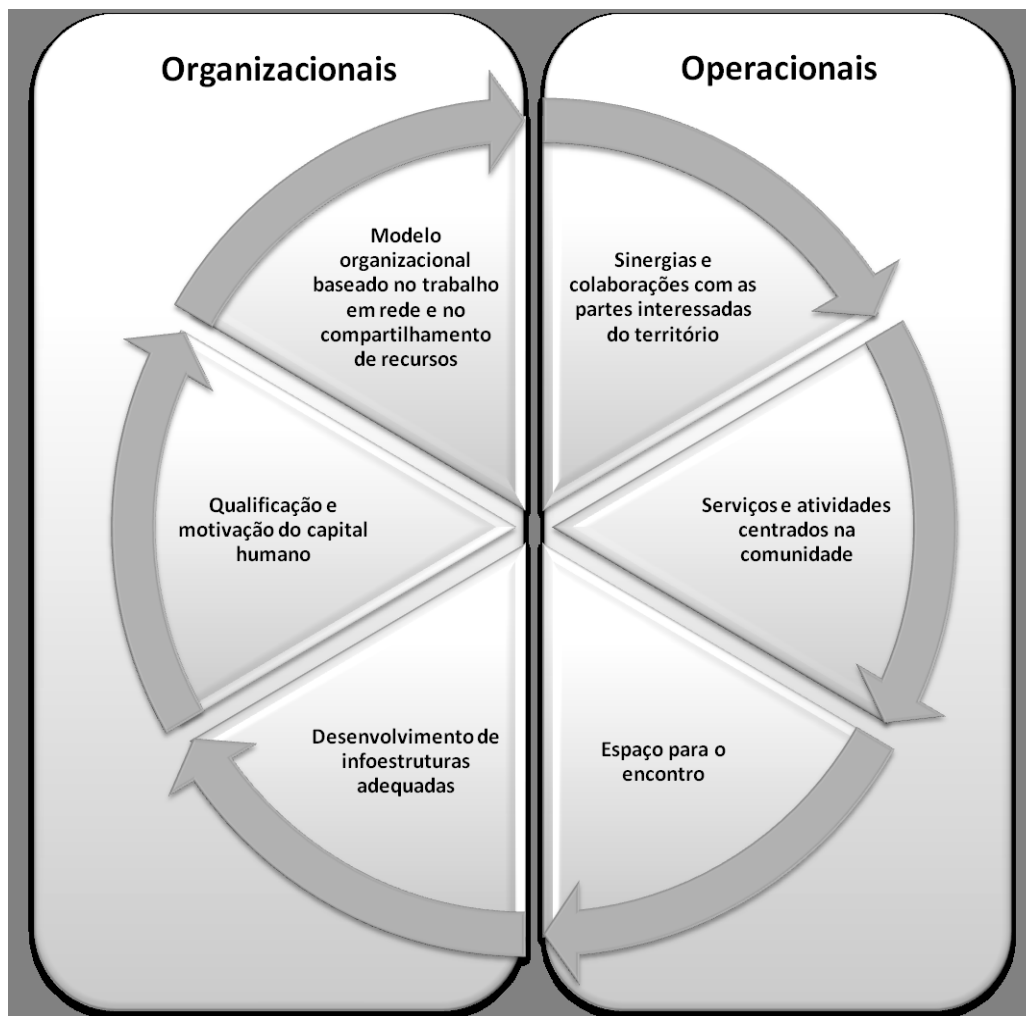 Organizacionais
Operacionais
Modelo
organizacional
baseado no trabalho
em rede e no
compartilhamento
de recursos
Sinergias e
colaborações com as
partes interessadas
do território
Qualificação e
motivação do capital
humano
Serviços e atividades
centrados na
comunidade
Desenvolvimento de
infoestruturas
adequadas
Espaço para o
encontro